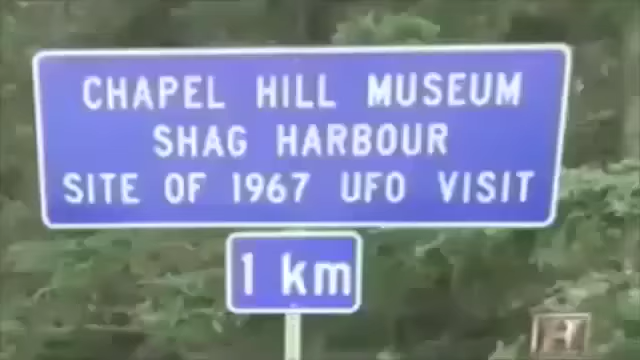 CHAPEL HILL MUSEUM
SHAG HARBOUR
SITE OF 1967 UFO VISIT
1 km
H